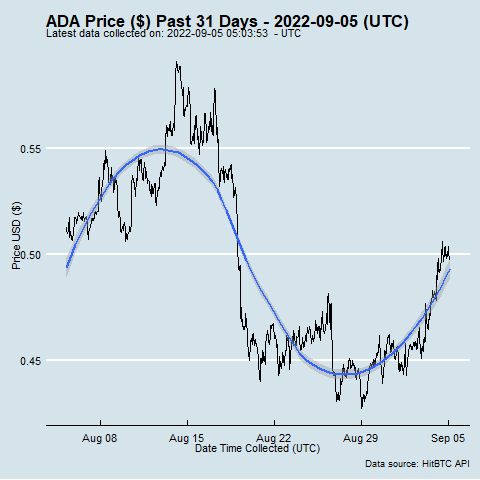 ADA Price ($) Past 31 Days - 2022-09-05 (UTC)
Latest data collected on: 2022-09-05 05:03:53 - UTC
0.55
0.50
0.45
Price USD ($)
Aug 08
Aug 15
Aug 22
Aug 29
Sep 05
Date Time Collected (UTC)
Data source: HitBTC API